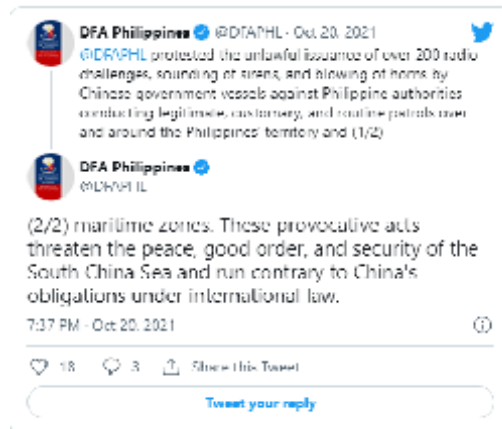 DFA Philippines @DFAPHL · Oct 20, 2021
@DFAPHL protested the unlawful issuance of over 200 radio
challenges, sounding of sirens, and blowing of horns by
Chinese government vessels against Philippine authorities
conducting legitimate, customary, and routine patrols over
and around the Philippines' territory and (1/2)
DFA Philippines
@DFAPHL
(2/2) maritime zones. These provocative acts
threaten the peace, good order, and security of the
South China Sea and run contrary to China's
obligations under international law.
7:37 PM · Oct 20, 2021
18 3 Share this Tweet
Tweet your reply